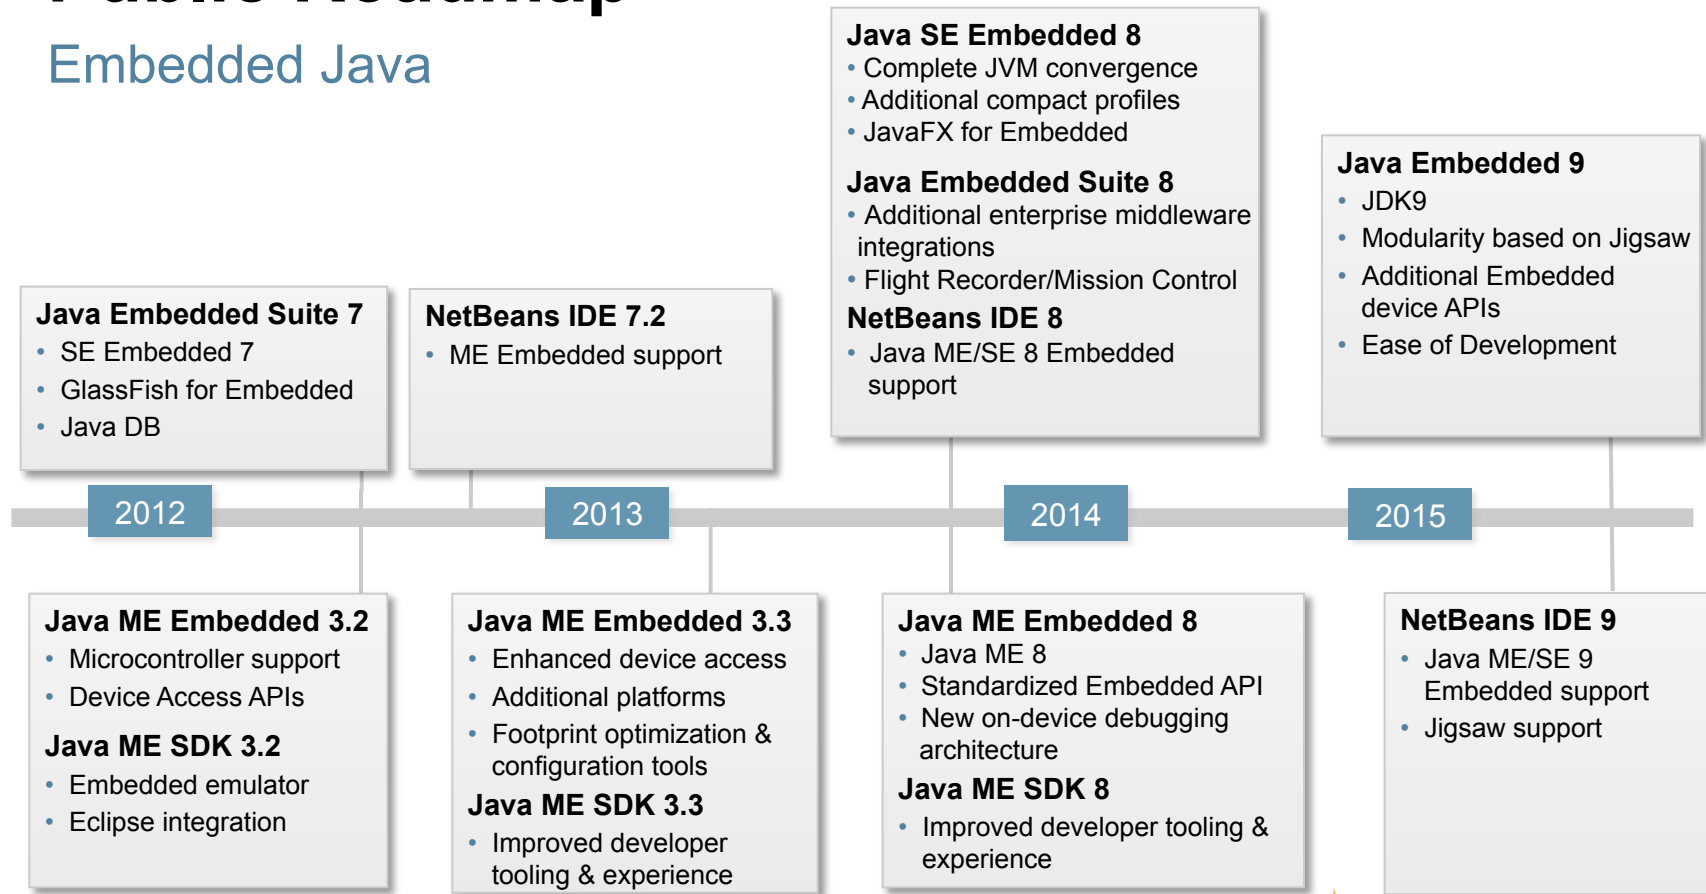 Public Roadmap
Embedded Java
Java SE Embedded 8
• Complete JVM convergence
• Additional compact profiles
• JavaFX for Embedded
Java Embedded Suite 8
• Additional enterprise middleware
integrations
• Flight Recorder/Mission Control
NetBeans IDE 8
• Java ME/SE 8 Embedded
support
Java Embedded 9
• JDK9
• Modularity based on Jigsaw
• Additional Embedded
device APIs
• Ease of Development
Java Embedded Suite 7
• SE Embedded 7
• GlassFish for Embedded
• Java DB
NetBeans IDE 7.2
• ME Embedded support
2012
2013
2014
2015
Java ME Embedded 3.2
• Microcontroller support
• Device Access APIs
Java ME SDK 3.2
• Embedded emulator
• Eclipse integration
Java ME Embedded 3.3
• Enhanced device access
• Additional platforms
• Footprint optimization &
configuration tools
Java ME SDK 3.3
• Improved developer
tooling & experience
Java ME Embedded 8
• Java ME 8
• Standardized Embedded API
• New on-device debugging
architecture
Java ME SDK 8
• Improved developer tooling &
experience
NetBeans IDE 9
• Java ME/SE 9
Embedded support
• Jigsaw support